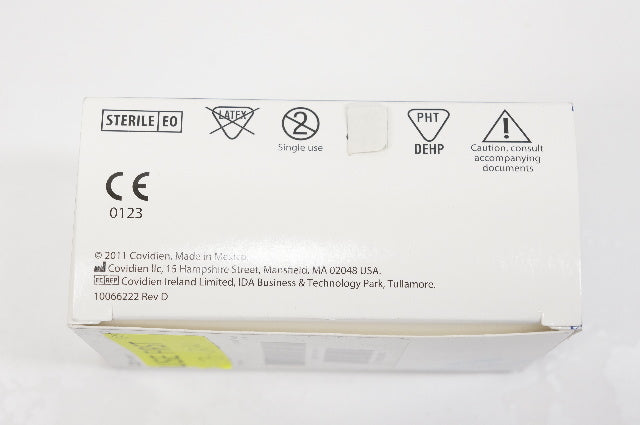 STERILE EO
LATEX
2
Single use
PHT
DEHP
!
Caution, consult
accompanying
documents
CE
0123
© 2011 Covidien. Made in Mexico.
Covidien llc, 15 Hampshire Street, Mansfield, MA 02048 USA.
EC REP Covidien Ireland Limited, IDA Business & Technology Park, Tullamore.
10066222 Rev D